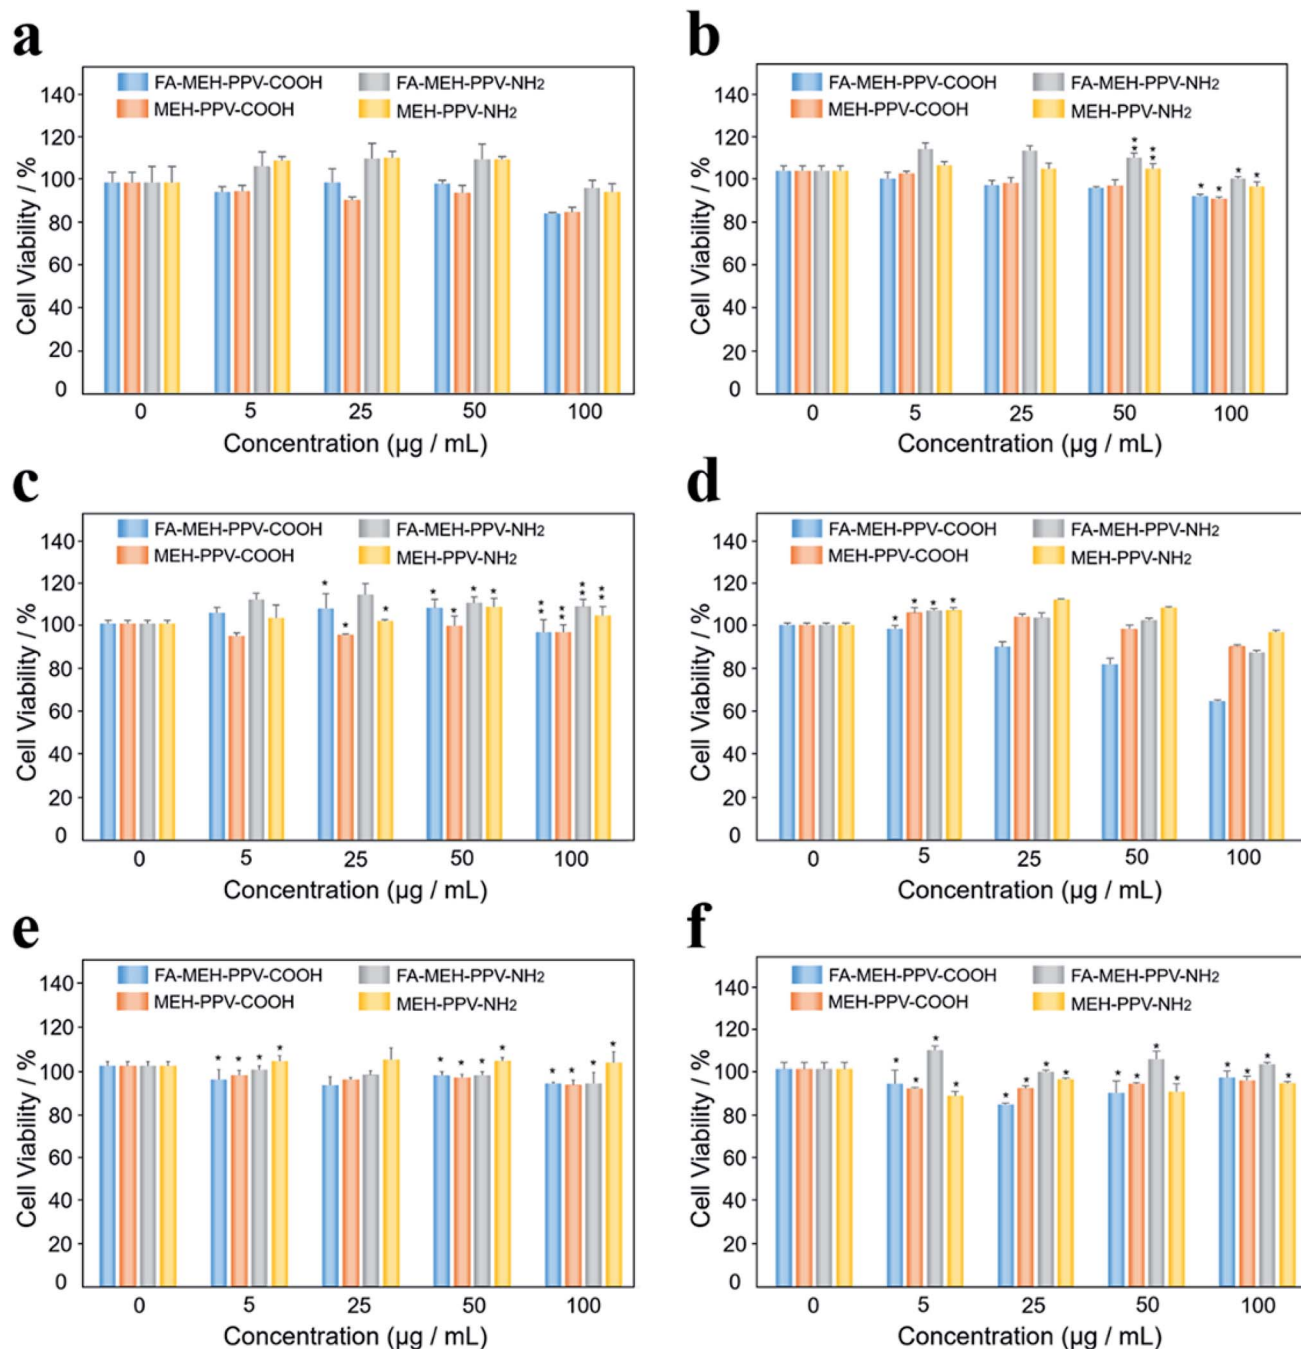 a
FA-MEH-PPV-COOH
FA-MEH-PPV-NH2
MEH-PPV-COOH
MEH-PPV-NH2
Cell Viability / %
140
120
100
80
60
40
20
0
0 5 25 50 100
Concentration (μg / mL)
b
FA-MEH-PPV-COOH
FA-MEH-PPV-NH2
MEH-PPV-COOH
MEH-PPV-NH2
Cell Viability / %
140
120
100
80
60
40
20
0
**
**
* * * *
0 5 25 50 100
Concentration (μg / mL)
c
FA-MEH-PPV-COOH
FA-MEH-PPV-NH2
MEH-PPV-COOH
MEH-PPV-NH2
Cell Viability / %
140
120
100
80
60
40
20
0
* * *
* * * *
** ** ** **
0 5 25 50 100
Concentration (μg / mL)
d
FA-MEH-PPV-COOH
FA-MEH-PPV-NH2
MEH-PPV-COOH
MEH-PPV-NH2
Cell Viability / %
140
120
100
80
60
40
20
0
* * * *
0 5 25 50 100
Concentration (μg / mL)
e
FA-MEH-PPV-COOH
FA-MEH-PPV-NH2
MEH-PPV-COOH
MEH-PPV-NH2
Cell Viability / %
140
120
100
80
60
40
20
0
* * * *
* * * *
* * * *
0 5 25 50 100
Concentration (μg / mL)
f
FA-MEH-PPV-COOH
FA-MEH-PPV-NH2
MEH-PPV-COOH
MEH-PPV-NH2
Cell Viability / %
140
120
100
80
60
40
20
0
* * * *
* * * *
* * * *
* * * *
0 5 25 50 100
Concentration (μg / mL)